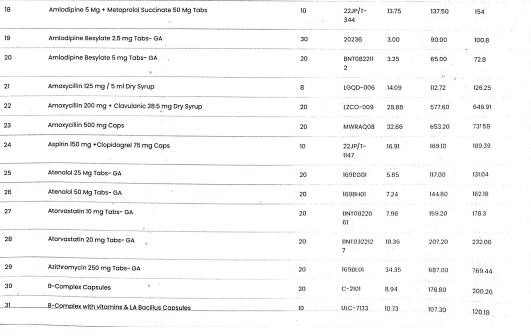 18 Amlodipine 5 Mg + Metoprolol Succinate 50 Mg Tabs 10 22JP/T- 13.75 137.50 154
344
19 Amlodipine Besylate 2.5 mg Tabs- GA 30 20236 3.00 90.00 100.8
20 Amlodipine Besylate 5 mg Tabs- GA 20 BNT082211 3.25 65.00 72.8
2
21 Amoxycillin 125 mg / 5 ml Dry Syrup 8 LGQD-006 14.09 112.72 126.25
22 Amoxycillin 200 mg + Clavulanic 28.5 mg Dry Syrup 20 LZCO-009 28.88 577.60 646.91
23 Amoxycillin 500 mg Caps 20 MWRAQ08 32.66 653.20 731.58
24 Aspirin 150 mg +Clopidogrel 75 mg Caps 10 22JP/T- 16.91 169.10 189.39
1147
25 Atenolol 25 Mg Tabs- GA 20 169EG01 5.85 117.00 131.04
26 Atenolol 50 Mg Tabs- GA 20 169BH01 7.24 144.80 162.18
27 Atorvastatin 10 mg Tabs- GA 20 BNT082220 7.96 159.20 178.3
61
28 Atorvastatin 20 mg Tabs- GA 20 BNT032212 10.36 207.20 232.06
7
29 Azithromycin 250 mg Tabs- GA 20 169BE01 34.35 687.00 769.44
30 B-Complex Capsules 20 C-2101 8.94 178.80 200.26
31 B-Complex with vitamins & LA Bacillus Capsules 10 ULC-7133 10.73 107.30 120.18